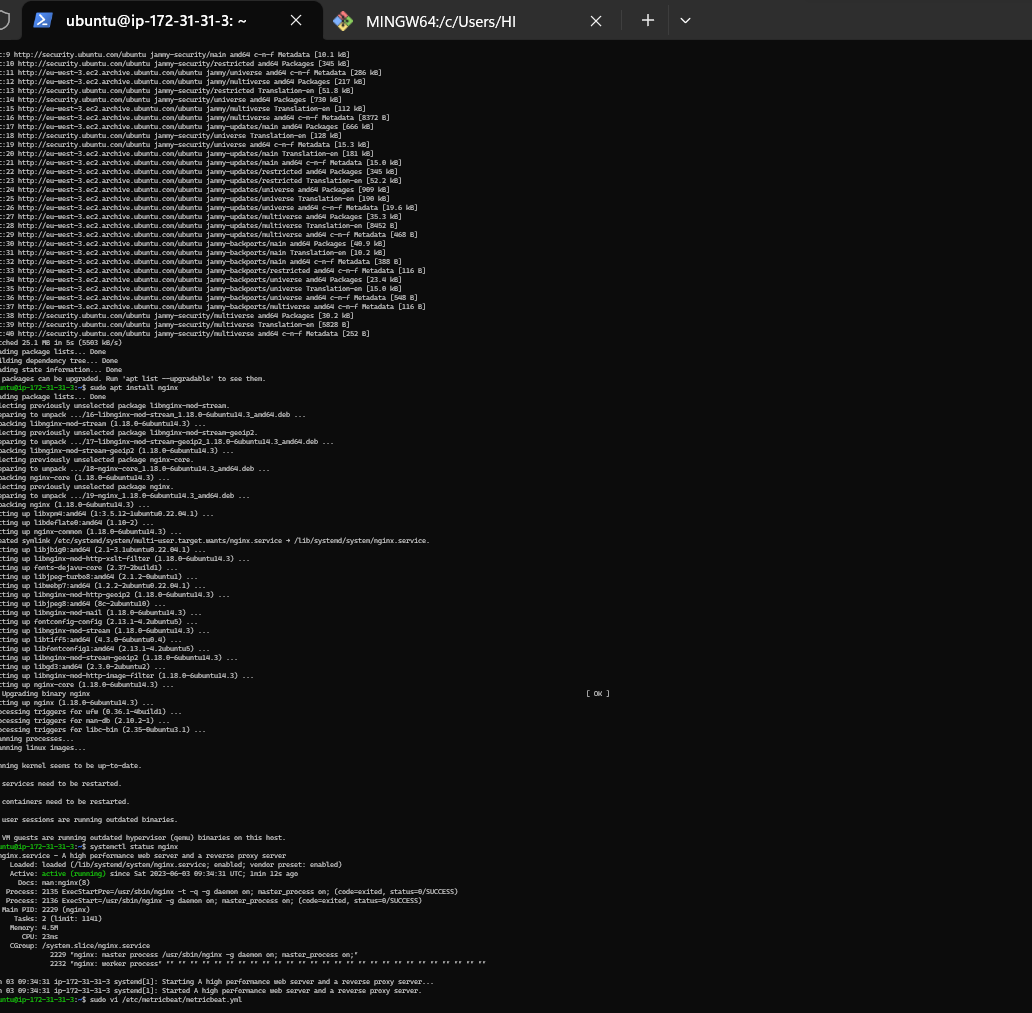 ubuntu@ip-172-31-31-3: ~
MINGW64:/c/Users/HI
t:9 http://security.ubuntu.com/ubuntu jammy-security/main amd64 c-n-f Metadata [10.1 kB]
t:10 http://security.ubuntu.com/ubuntu jammy-security/restricted amd64 Packages [345 kB]
t:11 http://eu-west-3.ec2.archive.ubuntu.com/ubuntu jammy/universe amd64 c-n-f Metadata [286 kB]
t:12 http://eu-west-3.ec2.archive.ubuntu.com/ubuntu jammy/multiverse amd64 Packages [217 kB]
t:13 http://security.ubuntu.com/ubuntu jammy-security/restricted Translation-en [51.8 kB]
t:14 http://security.ubuntu.com/ubuntu jammy-security/universe amd64 Packages [730 kB]
t:15 http://eu-west-3.ec2.archive.ubuntu.com/ubuntu jammy/multiverse Translation-en [112 kB]
t:16 http://eu-west-3.ec2.archive.ubuntu.com/ubuntu jammy/multiverse amd64 c-n-f Metadata [8372 B]
t:17 http://eu-west-3.ec2.archive.ubuntu.com/ubuntu jammy-updates/main amd64 Packages [666 kB]
t:18 http://security.ubuntu.com/ubuntu jammy-security/universe Translation-en [128 kB]
t:19 http://security.ubuntu.com/ubuntu jammy-security/universe amd64 c-n-f Metadata [15.3 kB]
t:20 http://eu-west-3.ec2.archive.ubuntu.com/ubuntu jammy-updates/main Translation-en [181 kB]
t:21 http://eu-west-3.ec2.archive.ubuntu.com/ubuntu jammy-updates/main amd64 c-n-f Metadata [15.0 kB]
t:22 http://eu-west-3.ec2.archive.ubuntu.com/ubuntu jammy-updates/restricted amd64 Packages [345 kB]
t:23 http://eu-west-3.ec2.archive.ubuntu.com/ubuntu jammy-updates/restricted Translation-en [52.2 kB]
t:24 http://eu-west-3.ec2.archive.ubuntu.com/ubuntu jammy-updates/universe amd64 Packages [909 kB]
t:25 http://eu-west-3.ec2.archive.ubuntu.com/ubuntu jammy-updates/universe Translation-en [190 kB]
t:26 http://eu-west-3.ec2.archive.ubuntu.com/ubuntu jammy-updates/universe amd64 c-n-f Metadata [19.6 kB]
t:27 http://eu-west-3.ec2.archive.ubuntu.com/ubuntu jammy-updates/multiverse amd64 Packages [35.3 kB]
t:28 http://eu-west-3.ec2.archive.ubuntu.com/ubuntu jammy-updates/multiverse Translation-en [8452 B]
t:29 http://eu-west-3.ec2.archive.ubuntu.com/ubuntu jammy-updates/multiverse amd64 c-n-f Metadata [468 B]
t:30 http://eu-west-3.ec2.archive.ubuntu.com/ubuntu jammy-backports/main amd64 Packages [40.9 kB]
t:31 http://eu-west-3.ec2.archive.ubuntu.com/ubuntu jammy-backports/main Translation-en [10.2 kB]
t:32 http://eu-west-3.ec2.archive.ubuntu.com/ubuntu jammy-backports/main amd64 c-n-f Metadata [388 B]
t:33 http://eu-west-3.ec2.archive.ubuntu.com/ubuntu jammy-backports/restricted amd64 c-n-f Metadata [116 B]
t:34 http://eu-west-3.ec2.archive.ubuntu.com/ubuntu jammy-backports/universe amd64 Packages [23.4 kB]
t:35 http://eu-west-3.ec2.archive.ubuntu.com/ubuntu jammy-backports/universe Translation-en [15.0 kB]
t:36 http://eu-west-3.ec2.archive.ubuntu.com/ubuntu jammy-backports/universe amd64 c-n-f Metadata [548 B]
t:37 http://eu-west-3.ec2.archive.ubuntu.com/ubuntu jammy-backports/multiverse amd64 c-n-f Metadata [116 B]
t:38 http://security.ubuntu.com/ubuntu jammy-security/multiverse amd64 Packages [30.2 kB]
t:39 http://security.ubuntu.com/ubuntu jammy-security/multiverse Translation-en [5828 B]
t:40 http://security.ubuntu.com/ubuntu jammy-security/multiverse amd64 c-n-f Metadata [252 B]
tched 25.1 MB in 5s (5503 kB/s)
ading package lists... Done
ilding dependency tree... Done
ading state information... Done
packages can be upgraded. Run 'apt list --upgradable' to see them.
untu@ip-172-31-31-3:~$ sudo apt install nginx
ading package lists... Done
lecting previously unselected package libnginx-mod-stream.
eparing to unpack .../16-libnginx-mod-stream_1.18.0-6ubuntu14.3_amd64.deb ...
packing libnginx-mod-stream (1.18.0-6ubuntu14.3) ...
lecting previously unselected package libnginx-mod-stream-geoip2.
eparing to unpack .../17-libnginx-mod-stream-geoip2_1.18.0-6ubuntu14.3_amd64.deb ...
packing libnginx-mod-stream-geoip2 (1.18.0-6ubuntu14.3) ...
lecting previously unselected package nginx-core.
eparing to unpack .../18-nginx-core_1.18.0-6ubuntu14.3_amd64.deb ...
packing nginx-core (1.18.0-6ubuntu14.3) ...
lecting previously unselected package nginx.
eparing to unpack .../19-nginx_1.18.0-6ubuntu14.3_amd64.deb ...
packing nginx (1.18.0-6ubuntu14.3) ...
tting up libxpm4:amd64 (1:3.5.12-1ubuntu0.22.04.1) ...
tting up libdeflate0:amd64 (1.10-2) ...
tting up nginx-common (1.18.0-6ubuntu14.3) ...
eated symlink /etc/systemd/system/multi-user.target.wants/nginx.service → /lib/systemd/system/nginx.service.
tting up libjbig0:amd64 (2.1-3.1ubuntu0.22.04.1) ...
tting up libnginx-mod-http-xslt-filter (1.18.0-6ubuntu14.3) ...
tting up fonts-dejavu-core (2.37-2build1) ...
tting up libjpeg-turbo8:amd64 (2.1.2-0ubuntu1) ...
tting up libwebp7:amd64 (1.2.2-2ubuntu0.22.04.1) ...
tting up libnginx-mod-http-geoip2 (1.18.0-6ubuntu14.3) ...
tting up libjpeg8:amd64 (8c-2ubuntu10) ...
tting up libnginx-mod-mail (1.18.0-6ubuntu14.3) ...
tting up fontconfig-config (2.13.1-4.2ubuntu5) ...
tting up libnginx-mod-stream (1.18.0-6ubuntu14.3) ...
tting up libtiff5:amd64 (4.3.0-6ubuntu0.4) ...
tting up libfontconfig1:amd64 (2.13.1-4.2ubuntu5) ...
tting up libnginx-mod-stream-geoip2 (1.18.0-6ubuntu14.3) ...
tting up libgd3:amd64 (2.3.0-2ubuntu2) ...
tting up libnginx-mod-http-image-filter (1.18.0-6ubuntu14.3) ...
tting up nginx-core (1.18.0-6ubuntu14.3) ...
Upgrading binary nginx [ OK ]
tting up nginx (1.18.0-6ubuntu14.3) ...
ocessing triggers for ufw (0.36.1-4build1) ...
ocessing triggers for man-db (2.10.2-1) ...
ocessing triggers for libc-bin (2.35-0ubuntu3.1) ...
anning processes...
anning linux images...
nning kernel seems to be up-to-date.
services need to be restarted.
containers need to be restarted.
user sessions are running outdated binaries.
VM guests are running outdated hypervisor (qemu) binaries on this host.
untu@ip-172-31-31-3:~$ systemctl status nginx
nginx.service - A high performance web server and a reverse proxy server
Loaded: loaded (/lib/systemd/system/nginx.service; enabled; vendor preset: enabled)
Active: active (running) since Sat 2023-06-03 09:34:31 UTC; 1min 12s ago
Docs: man:nginx(8)
Process: 2135 ExecStartPre=/usr/sbin/nginx -t -q -g daemon on; master_process on; (code=exited, status=0/SUCCESS)
Process: 2136 ExecStart=/usr/sbin/nginx -g daemon on; master_process on; (code=exited, status=0/SUCCESS)
Main PID: 2229 (nginx)
Tasks: 2 (limit: 1141)
Memory: 4.5M
CPU: 23ms
CGroup: /system.slice/nginx.service
2229 "nginx: master process /usr/sbin/nginx -g daemon on; master_process on;"
2232 "nginx: worker process" "" "" "" "" "" "" "" "" "" "" "" "" "" "" "" "" "" "" "" "" "" "" "" "" "" "" ""
n 03 09:34:31 ip-172-31-31-3 systemd[1]: Starting A high performance web server and a reverse proxy server...
n 03 09:34:31 ip-172-31-31-3 systemd[1]: Started A high performance web server and a reverse proxy server.
untu@ip-172-31-31-3:~$ sudo vi /etc/metricbeat/metricbeat.yml